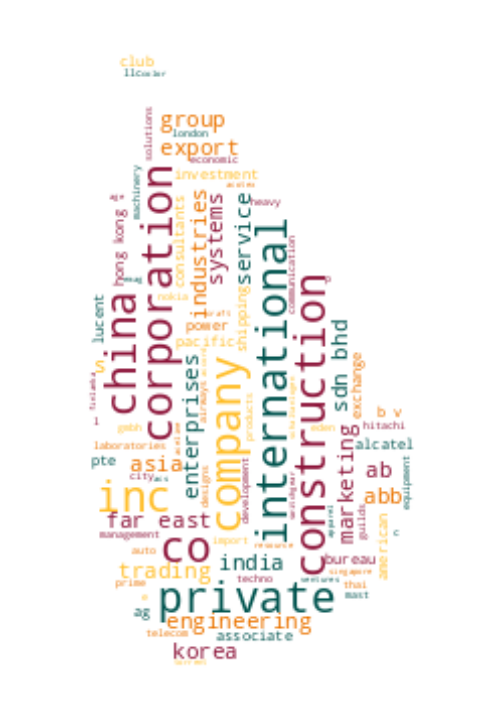 club
llc
solutions
group
london
export
economic
investment
machinery
heavy
corporation
consultants
industries
systems
service
hong kong
international
communication
nokia
shipping
china
lucent
power
construction
pacific
sdn bhd
enterprises
company
exchange
airways
products
b v
hitachi
gmbh
laboratories
alcatel
pte
asia
city
ab
marketing
equipment
inc
designs
development
abb
guilds
american
far east
management
co
import
c
auto
india
bureau
trading
singapore
techno
ventures
prime
thai
private
mast
ag
engineering
telecom
associate
korea